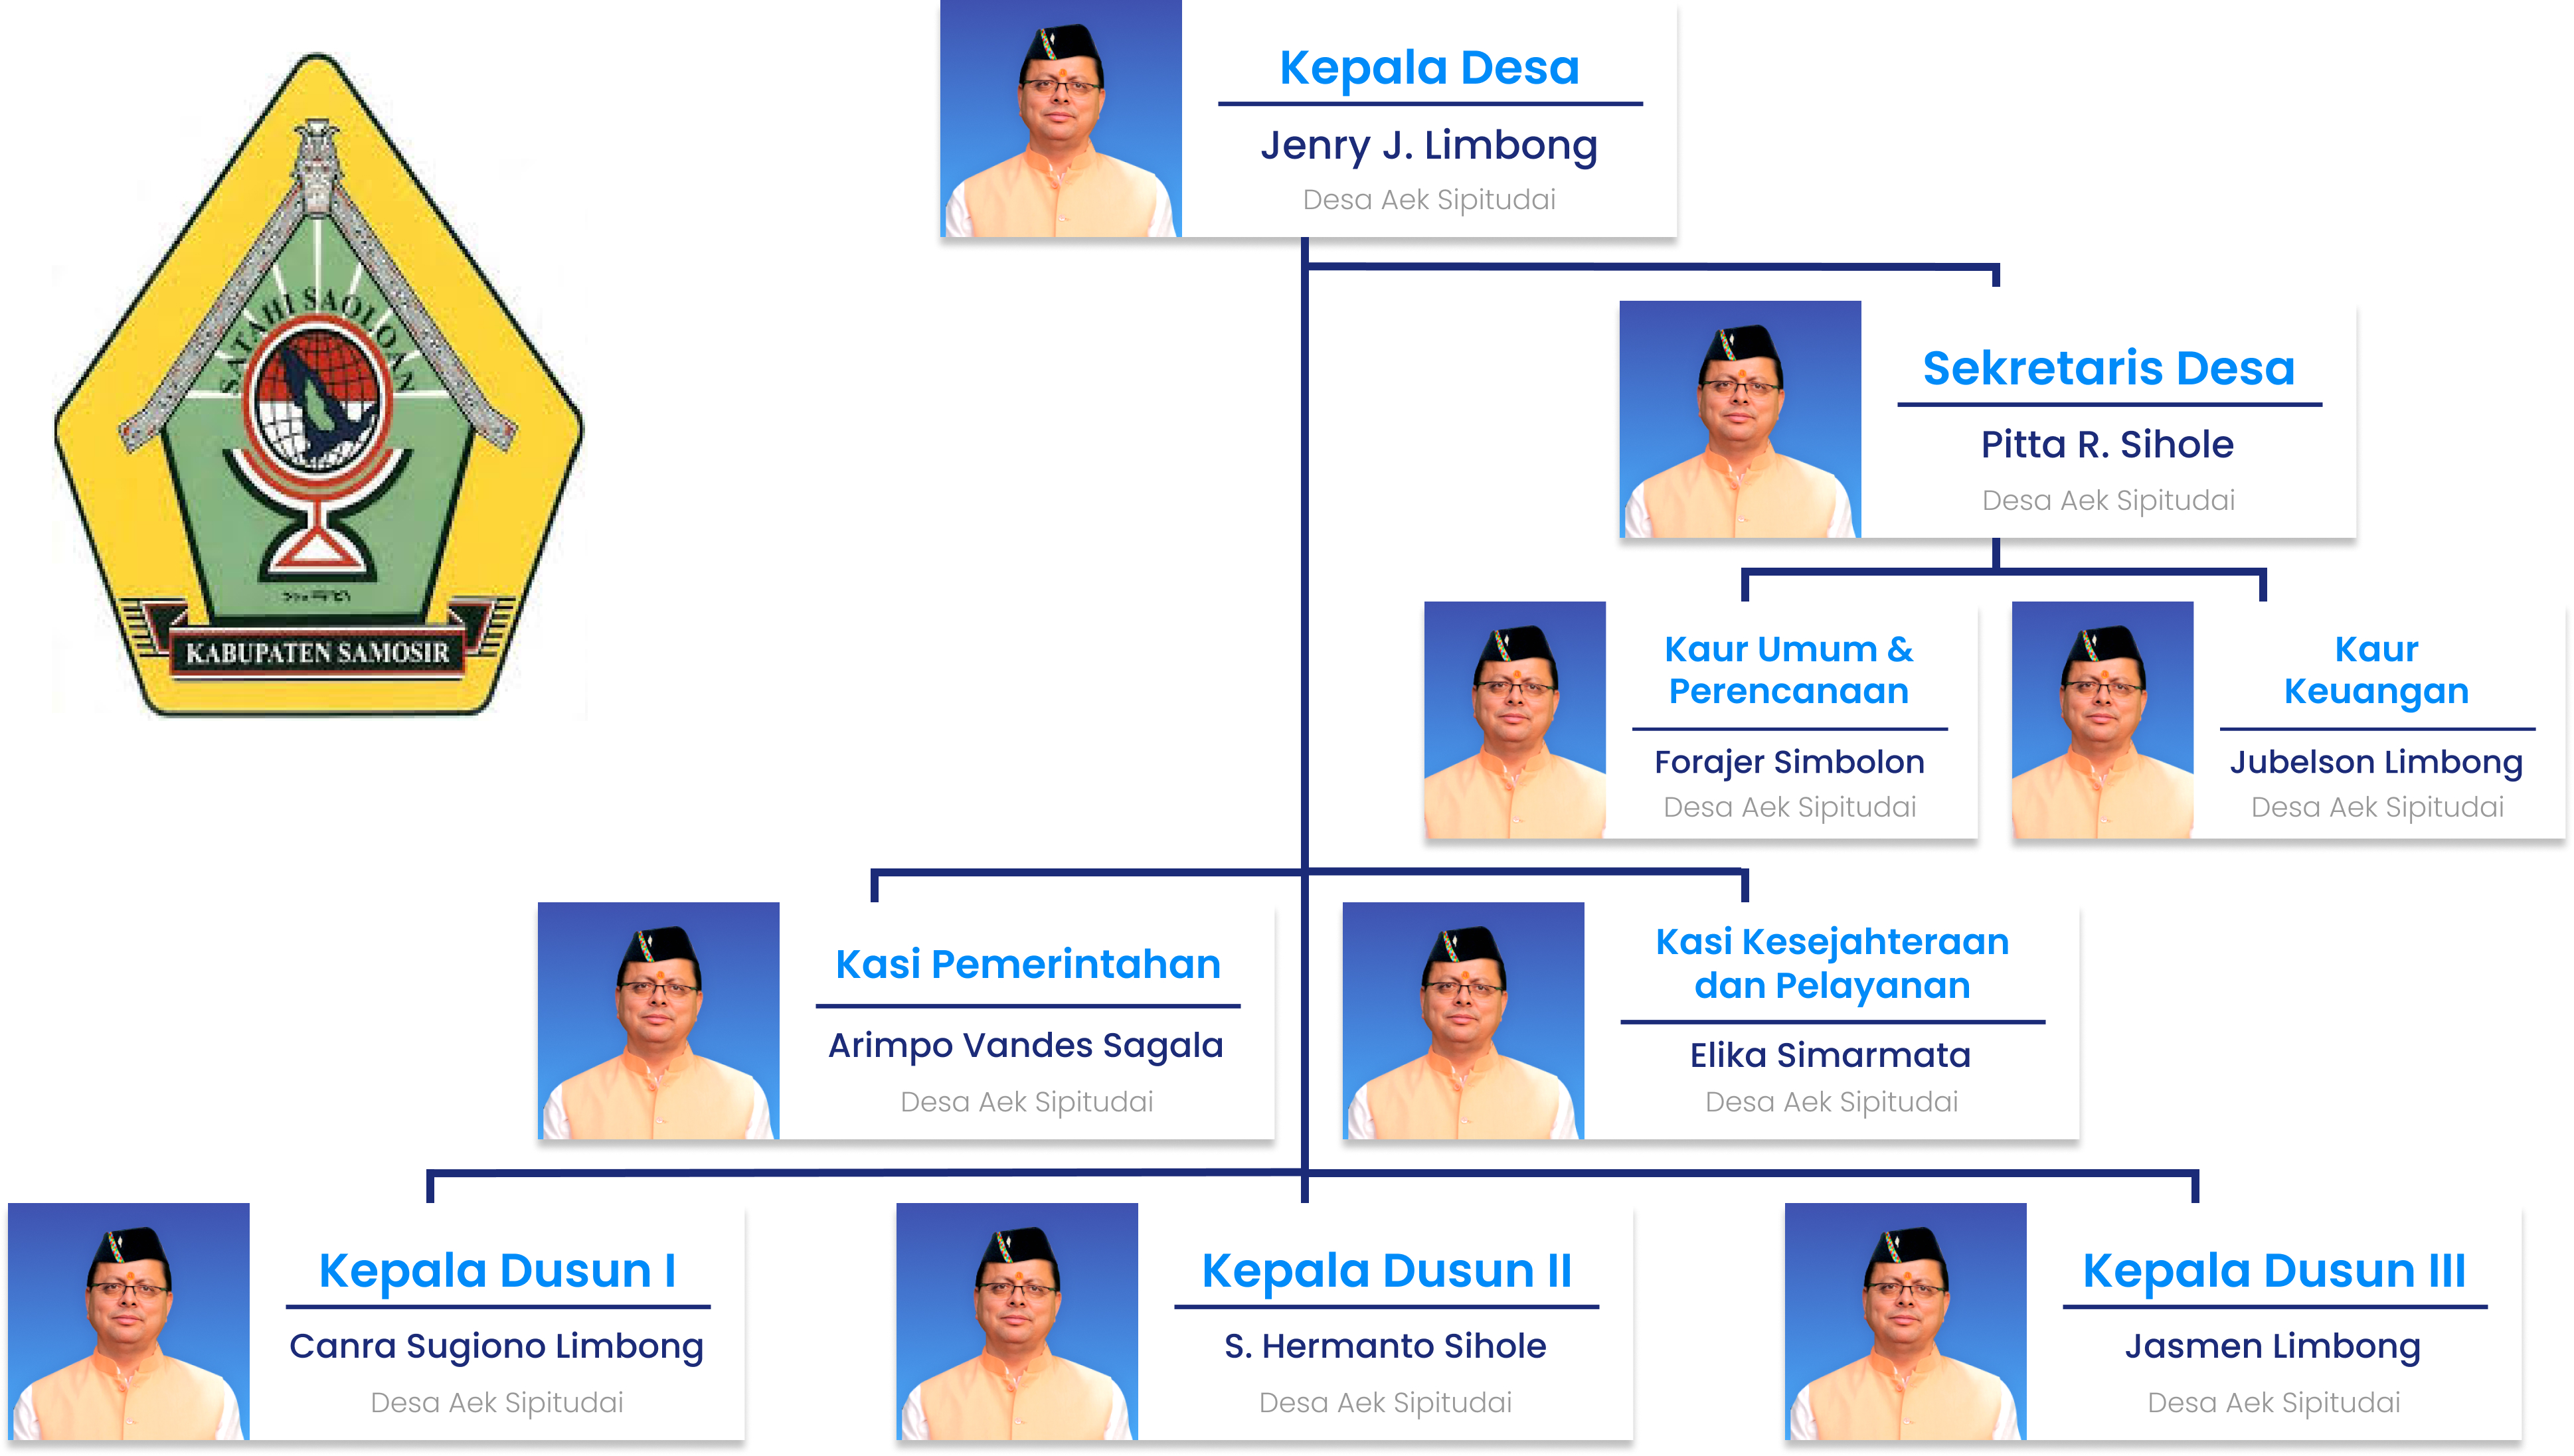 Kepala Desa
Jenry J. Limbong
Desa Aek Sipitudai
SATAHI SAOLOAN
KABUPATEN SAMOSIR
Sekretaris Desa
Pitta R. Sihole
Desa Aek Sipitudai
Kaur Umum &
Perencanaan
Forajer Simbolon
Desa Aek Sipitudai
Kaur
Keuangan
Jubelson Limbong
Desa Aek Sipitudai
Kasi Pemerintahan
Arimpo Vandes Sagala
Desa Aek Sipitudai
Kasi Kesejahteraan
dan Pelayanan
Elika Simarmata
Desa Aek Sipitudai
Kepala Dusun I
Canra Sugiono Limbong
Desa Aek Sipitudai
Kepala Dusun II
S. Hermanto Sihole
Desa Aek Sipitudai
Kepala Dusun III
Jasmen Limbong
Desa Aek Sipitudai